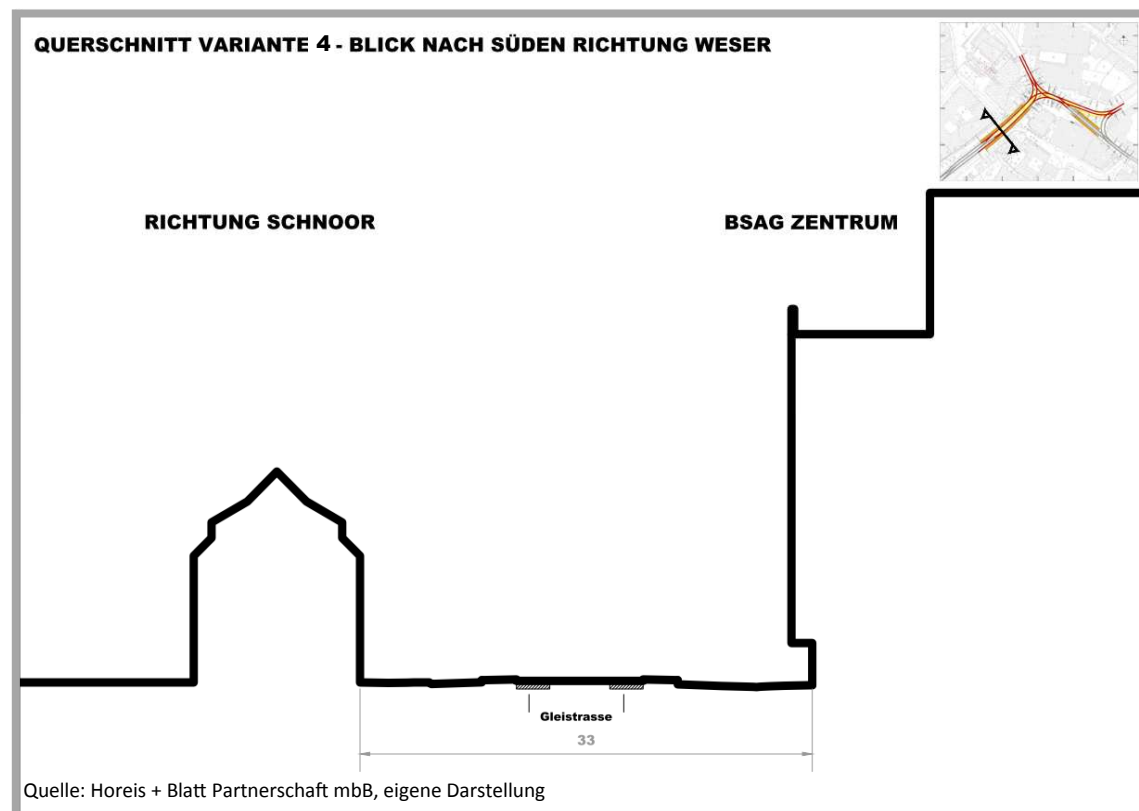 QUERSCHNITT VARIANTE 4 - BLICK NACH SÜDEN RICHTUNG WESER
RICHTUNG SCHNOOR
BSAG ZENTRUM
Gleistrasse
33
Quelle: Horeis + Blatt Partnerschaft mbB, eigene Darstellung